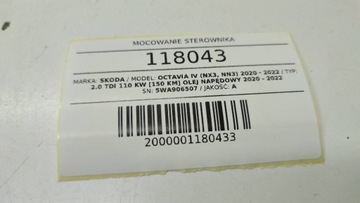 MOCOWANIE STEROWNIKA
118043
MARKA: SKODA / MODEL: OCTAVIA IV (NX3, NN3) 2020 - 2022 / TYP:
2.0 TDI 110 KW [150 KM] OLEJ NAPĘDOWY 2020 - 2022
SN: 5WA906507 / JAKOŚĆ: A
2000001180433